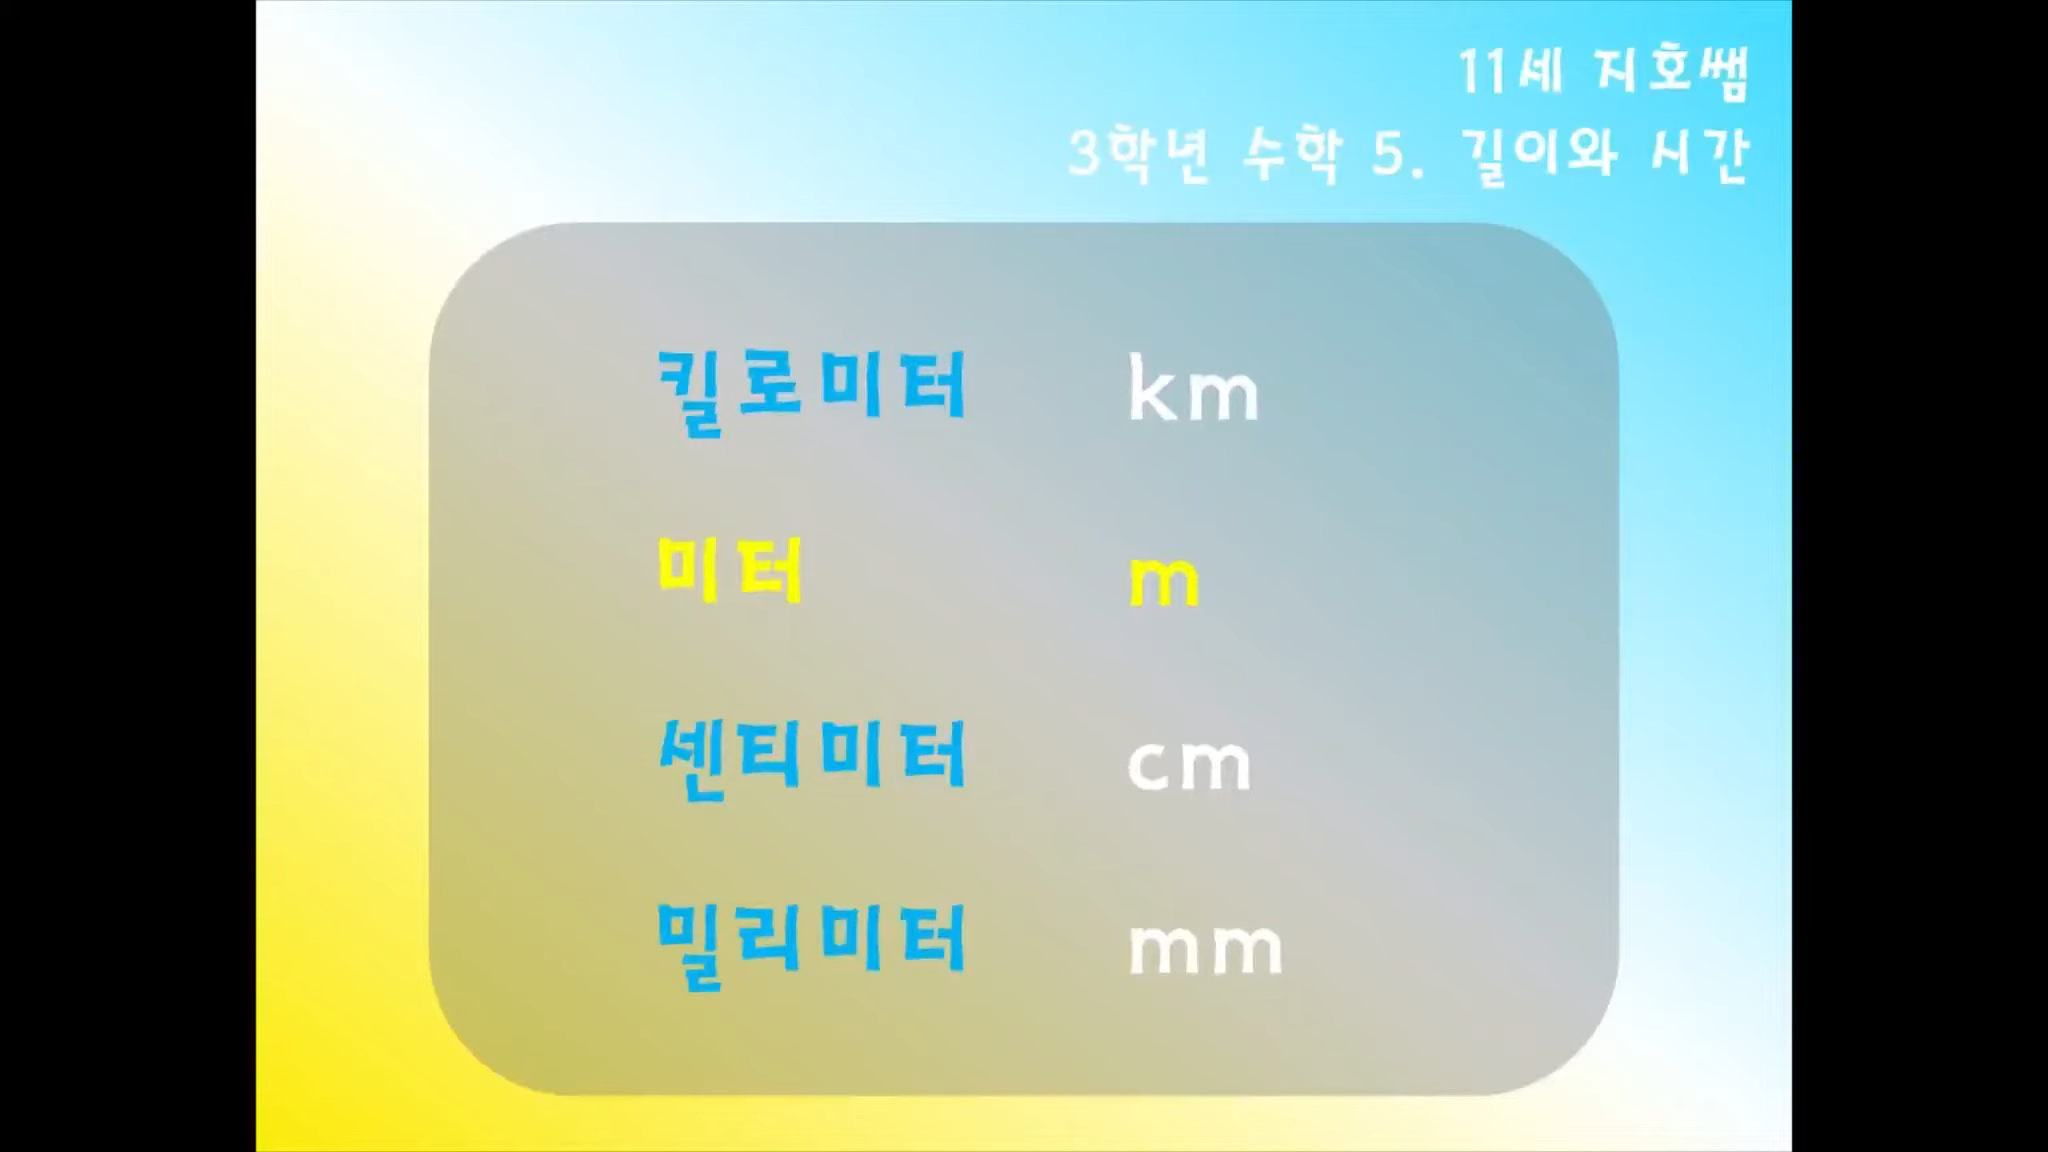 11세 지호쌤
3학년 수학 5. 길이와 시간
킬로미터 km
미터 m
센티미터 cm
밀리미터 mm